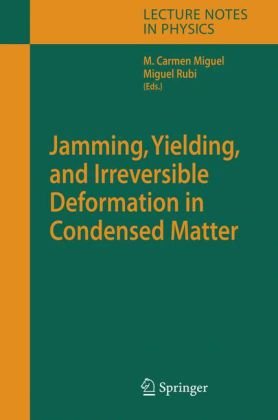 LECTURE NOTES
IN PHYSICS
M. Carmen Miguel
Miguel Rubi
(Eds.)
Jamming, Yielding,
and Irreversible
Deformation in
Condensed Matter
Springer